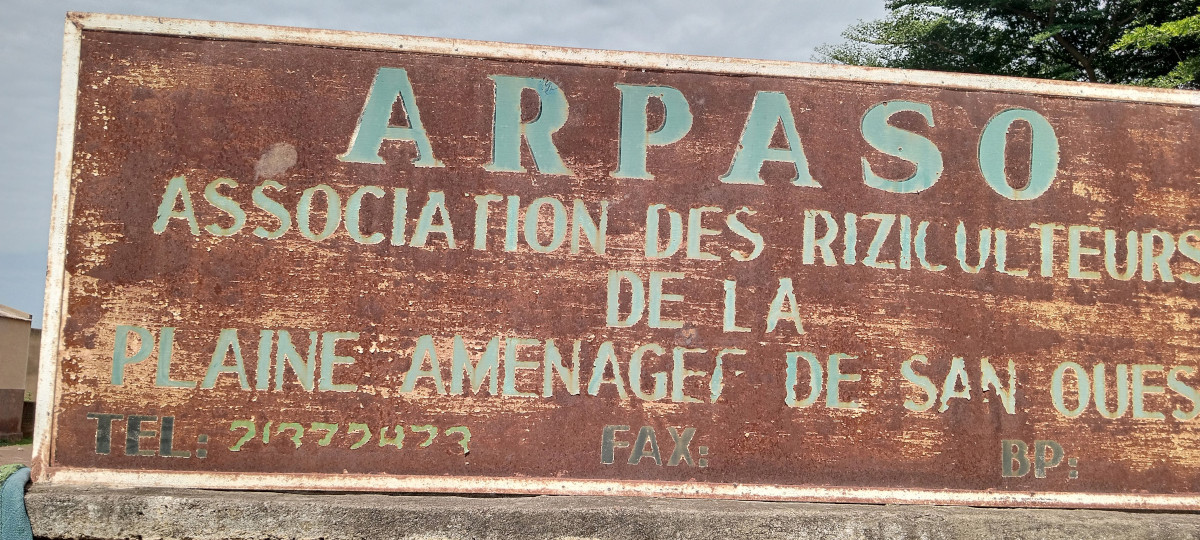 ARPASO
ASSOCIATION DES RIZICULTEURS
DE LA
PLAINE AMENAGEE DE SAN OUES
TEL: FAX: BP: